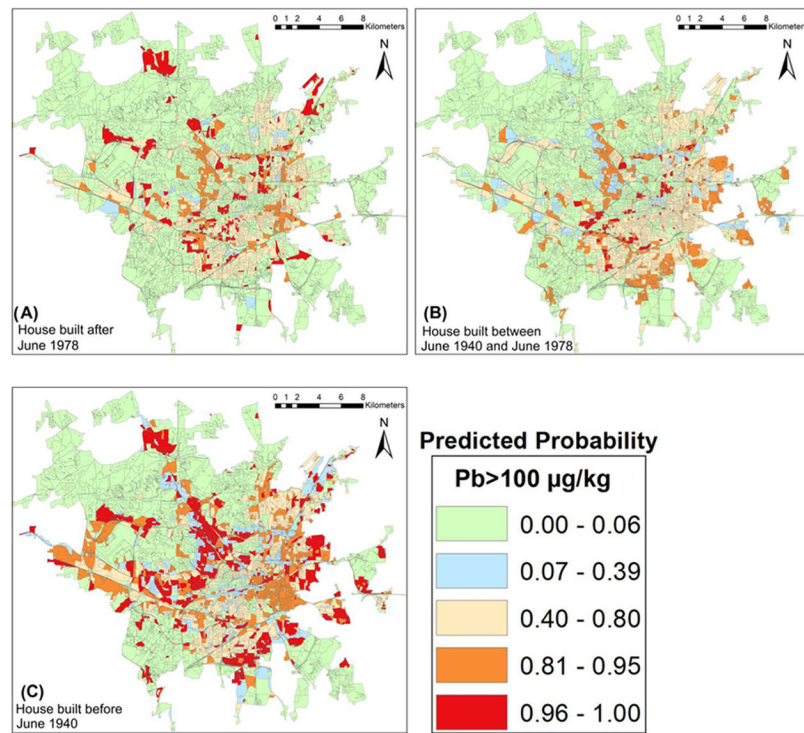 0 1 2 4 6 8
Kilometers
N
(A)
House built after
June 1978
0 1 2 4 6 8
Kilometers
N
(B)
House built between
June 1940 and June 1978
0 1 2 4 6 8
Kilometers
N
(C)
House built before
June 1940
Predicted Probability
Pb>100 µg/kg
0.00 - 0.06
0.07 - 0.39
0.40 - 0.80
0.81 - 0.95
0.96 - 1.00